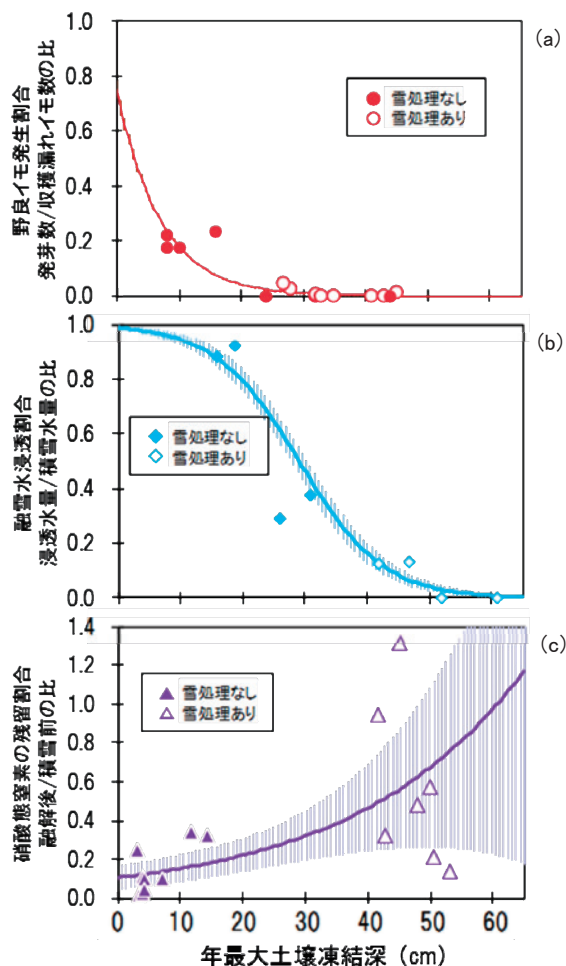 (a)
野良イモ発生割合
発芽数/収穫漏れイモ数の比
1.0
0.8
0.6
0.4
0.2
0.0
雪処理なし
雪処理あり
(b)
融雪水浸透割合
浸透水量/積雪水量の比
1.0
0.8
0.6
0.4
0.2
0.0
雪処理なし
雪処理あり
(c)
硝酸態窒素の残留割合
融解後/積雪前の比
1.4
1.2
1.0
0.8
0.6
0.4
0.2
0.0
雪処理なし
雪処理あり
0 10 20 30 40 50 60
年最大土壌凍結深 (cm)